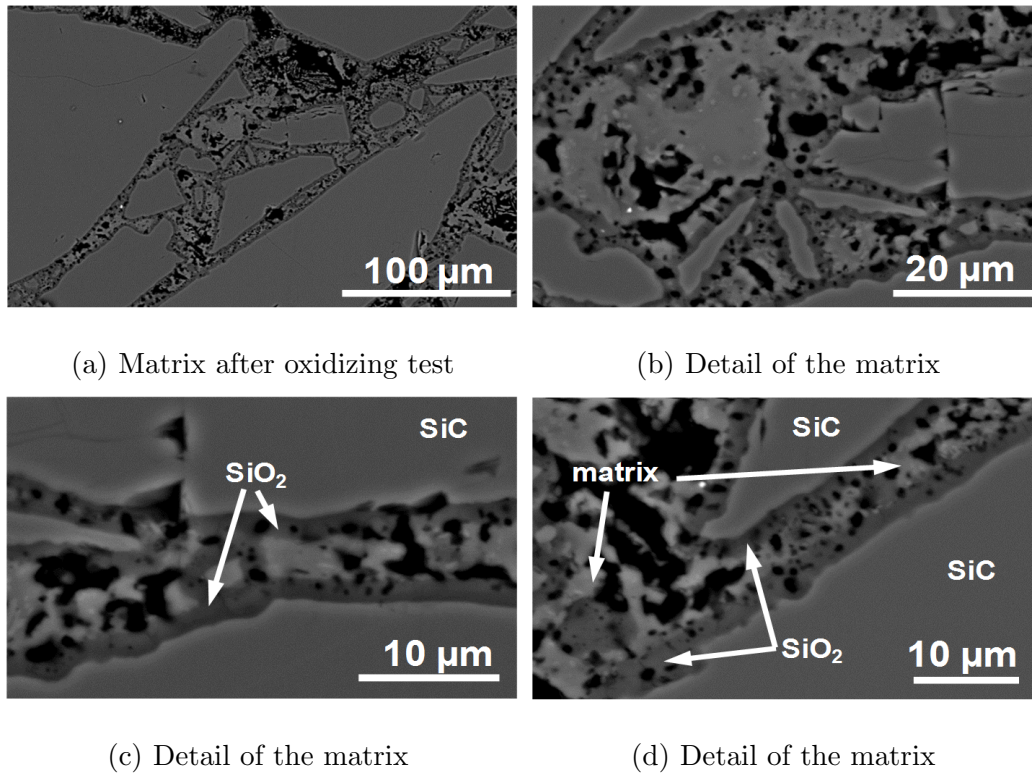 100 µm
20 µm
(a) Matrix after oxidizing test
(b) Detail of the matrix
SiC
SiO₂
10 µm
SiC
matrix
SiC
SiO₂
10 µm
(c) Detail of the matrix
(d) Detail of the matrix